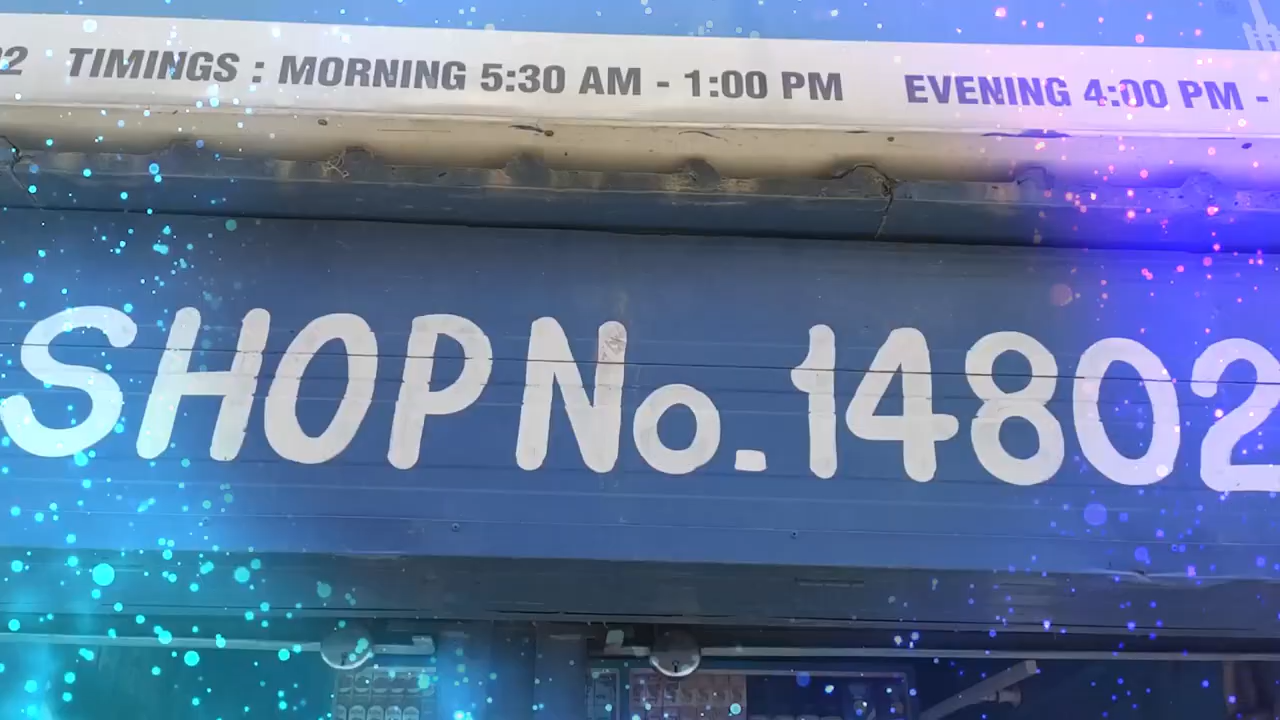 TIMINGS : MORNING 5:30 AM - 1:00 PM EVENING 4:00 PM -
SHOP No. 14802